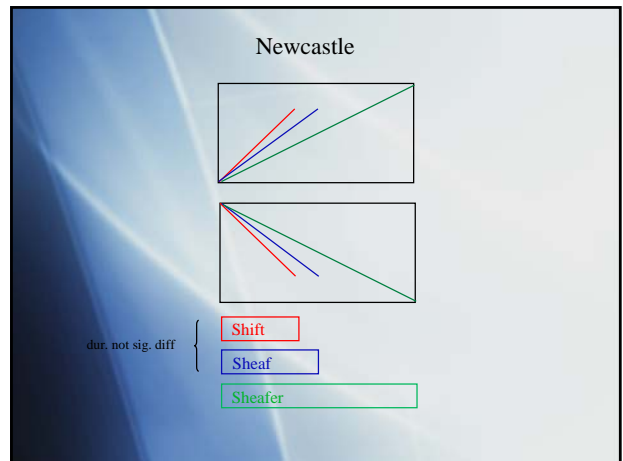 Newcastle
Shift
dur. not sig. diff
Sheaf
Sheafer